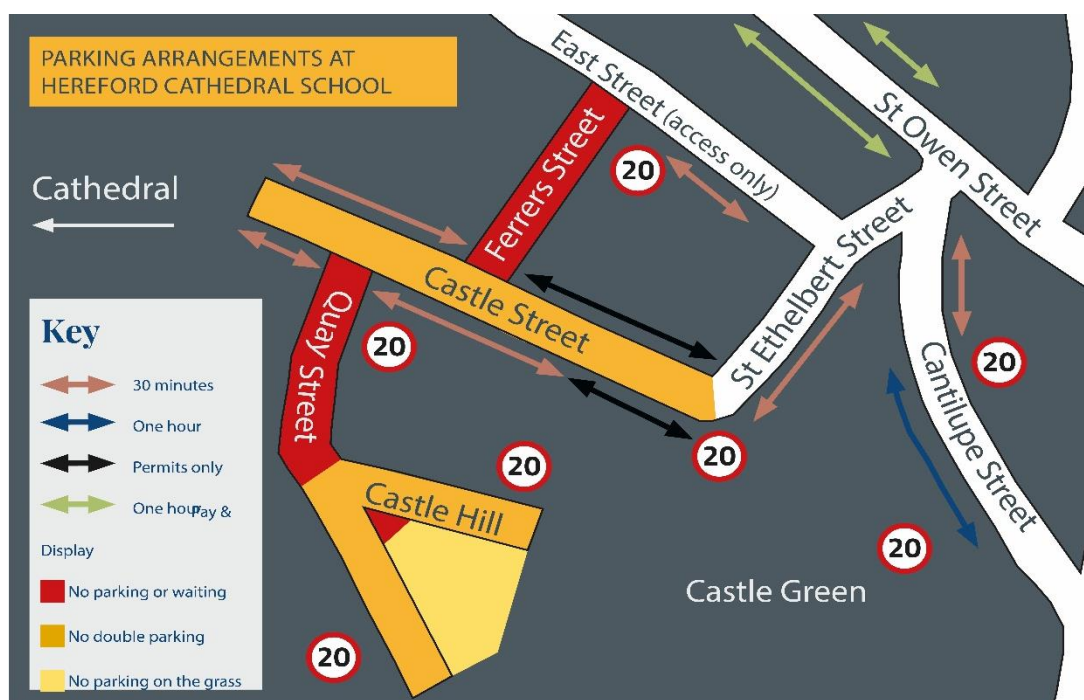 PARKING ARRANGEMENTS AT
HEREFORD CATHEDRAL SCHOOL
East Street (access only)
St Owen Street
Ferrers Street
20
Cathedral
St Ethelbert Street
Castle Street
Quay Street
20
20
Cantilupe Street
20
20
Castle Hill
20
Castle Green
20
Key
30 minutes
One hour
Permits only
One hour Pay &
Display
No parking or waiting
No double parking
No parking on the grass